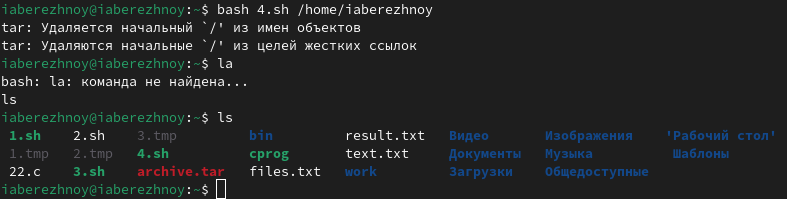 iaberezhnoy@iaberezhnoy:~$ bash 4.sh /home/iaberezhnoy
tar: Удаляется начальный `/' из имен объектов
tar: Удаляются начальные `/' из целей жестких ссылок
iaberezhnoy@iaberezhnoy:~$ la
bash: la: команда не найдена...
ls
iaberezhnoy@iaberezhnoy:~$ ls
1.sh 2.sh 3.tmp bin result.txt Видео Изображения 'Рабочий стол'
1.tmp 2.tmp 4.sh cprog text.txt Документы Музыка Шаблоны
22.c 3.sh archive.tar files.txt work Загрузки Общедоступные
iaberezhnoy@iaberezhnoy:~$